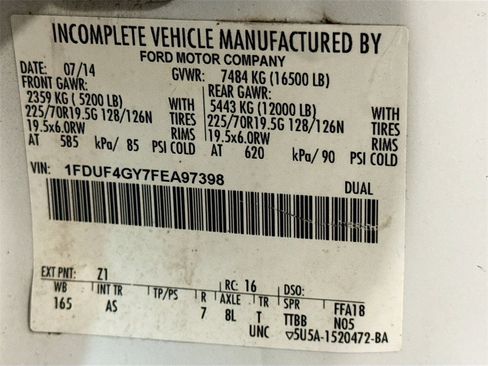 INCOMPLETE VEHICLE MANUFACTURED BY
FORD MOTOR COMPANY
DATE: 07/14 GVWR: 7484 KG (16500 LB)
FRONT GAWR: REAR GAWR:
2359 KG (5200 LB) WITH 5443 KG (12000 LB) WITH
225/70R19.5G 128/126N TIRES 225/70R19.5G 128/126N TIRES
19.5x6.0RW RIMS 19.5x6.0RW RIMS
AT 585 kPa/ 85 PSI COLD AT 620 kPa/ 90 PSI COLD
VIN: 1FDUF4GY7FEA97398 DUAL
EXT PNT: Z1 RC: 16 DSO:
WB INT TR TP/PS R AXLE TR SPR FFA18
165 AS 7 8L T TTBB N05
UNC ▽5U5A-1520472-BA